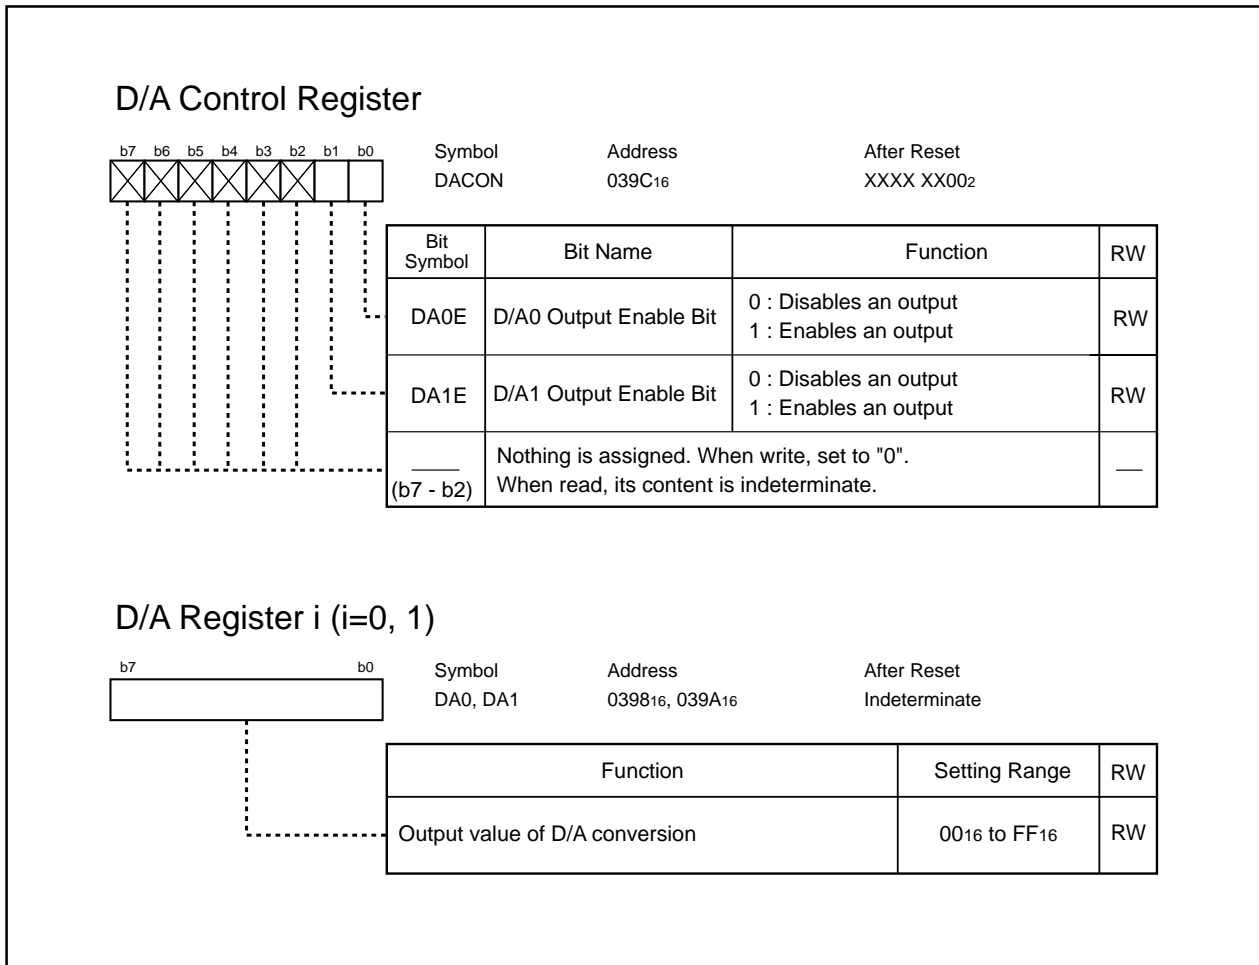 D/A Control Register
b7 b6 b5 b4 b3 b2 b1 b0
Symbol Address After Reset
DACON 039C16 XXXX XX002
Bit Symbol Bit Name Function RW
DA0E D/A0 Output Enable Bit 0 : Disables an output
1 : Enables an output RW
DA1E D/A1 Output Enable Bit 0 : Disables an output
1 : Enables an output RW
(b7 - b2) Nothing is assigned. When write, set to "0".
When read, its content is indeterminate.
D/A Register i (i=0, 1)
b7 b0
Symbol Address After Reset
DA0, DA1 039816, 039A16 Indeterminate
Function Setting Range RW
Output value of D/A conversion 0016 to FF16 RW